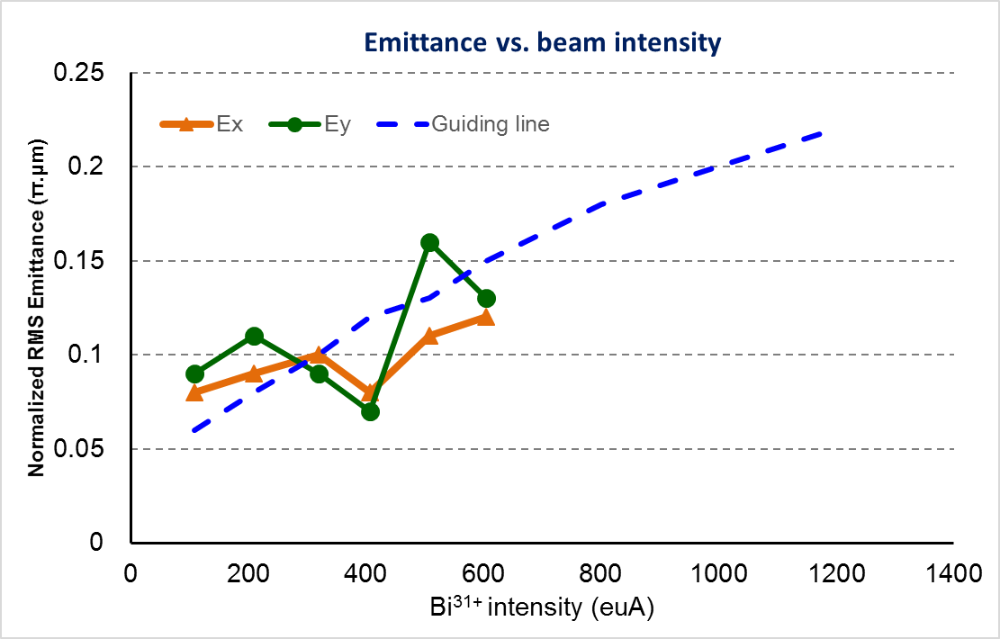 Emittance vs. beam intensity
0.25
Ex Ey Guiding line
0.2
0.15
0.1
0.05
0
Normalized RMS Emittance (π.µm)
0 200 400 600 800 1000 1200 1400
Bi³¹⁺ intensity (euA)